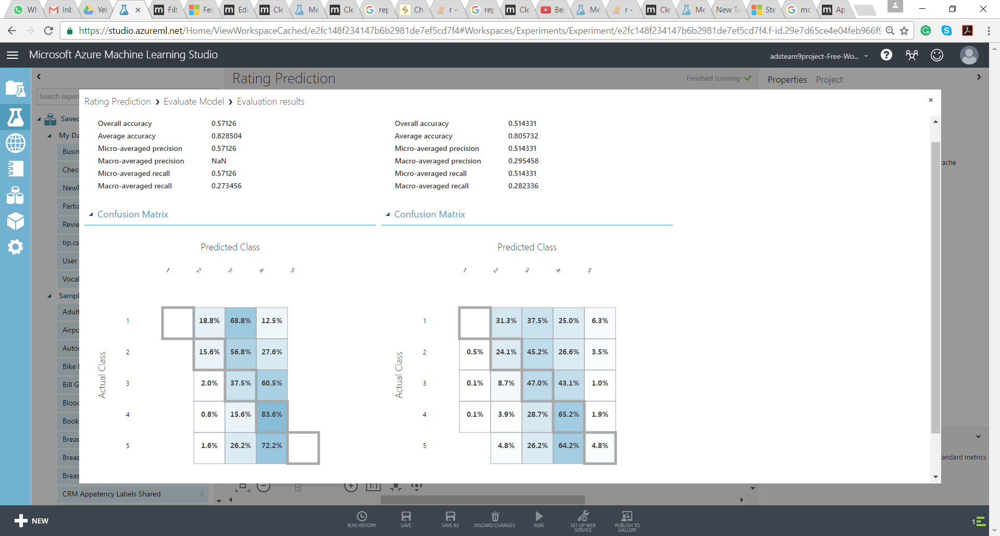 Wh Inb Yel × Filt Fea Edi Cle Me Cle rep Ch r - rep Cle Be Me r - Cle Me New Ta Ste mc Ap
https://studio.azureml.net/Home/ViewWorkspaceCached/e2fc148f234147b6b2981de7ef5cd7f4#Workspaces/Experiments/Experiment/e2fc148f234147b6b2981de7ef5cd7f4.f-id.29e7d65ce4e04feb966f9
Microsoft Azure Machine Learning Studio
adsteam9project-Free-Wo...
Rating Prediction
Finished running
Properties Project
Search experi
Rating Prediction › Evaluate Model › Evaluation results
Saved
My Da
Busin
Chec
NewF
Partia
Revie
tip.cs
User
Vocal
Sampl
Adult
Airpo
Auto
Bike
Bill G
Blood
Book
Breas
Breas
Breas
CRM Appetency Labels Shared
Overall accuracy 0.57126
Average accuracy 0.828504
Micro-averaged precision 0.57126
Macro-averaged precision NaN
Micro-averaged recall 0.57126
Macro-averaged recall 0.273456
Confusion Matrix
Predicted Class
1 2 3 4 5
Actual Class
1 18.8% 68.8% 12.5%
2 15.6% 56.8% 27.6%
3 2.0% 37.5% 60.5%
4 0.8% 15.6% 83.6%
5 1.6% 26.2% 72.2%
Overall accuracy 0.514331
Average accuracy 0.805732
Micro-averaged precision 0.514331
Macro-averaged precision 0.295458
Micro-averaged recall 0.514331
Macro-averaged recall 0.282336
Confusion Matrix
Predicted Class
1 2 3 4 5
Actual Class
1 31.3% 37.5% 25.0% 6.3%
2 0.5% 24.1% 45.2% 26.6% 3.5%
3 0.1% 8.7% 47.0% 43.1% 1.0%
4 0.1% 3.9% 28.7% 65.2% 1.9%
5 4.8% 26.2% 64.2% 4.8%
cache
andard metrics
1:1
NEW
RUN HISTORY
SAVE
SAVE AS
DISCARD CHANGES
RUN
SET UP WEB
SERVICE
PUBLISH TO
GALLERY
1